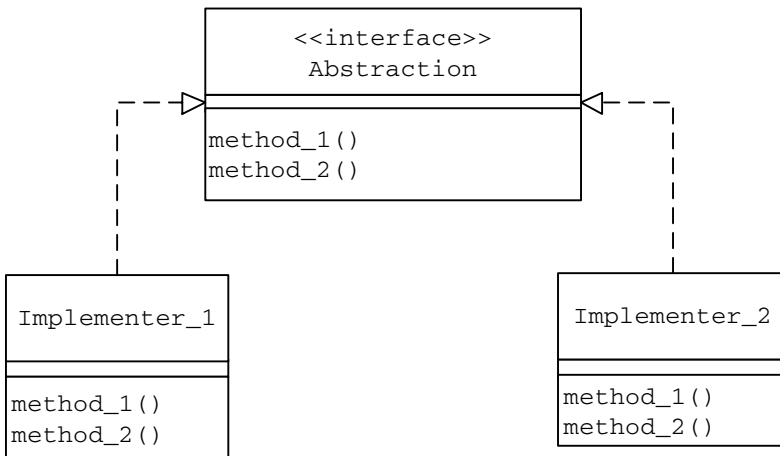 <<interface>>
Abstraction
method_1()
method_2()
Implementer_1
method_1()
method_2()
Implementer_2
method_1()
method_2()